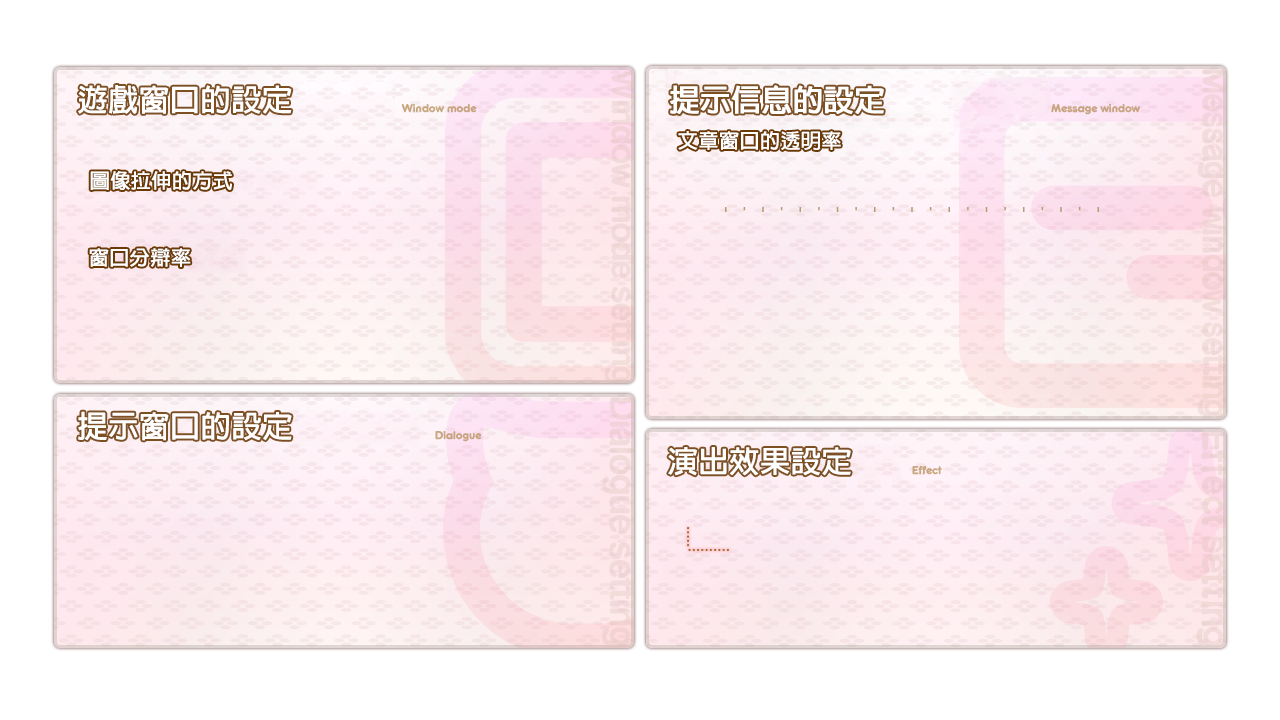 遊戲窗口的設定
Window mode
圖像拉伸的方式
窗口分辯率
Window mode setting
提示信息的設定
Message window
文章窗口的透明率
Message window setting
提示窗口的設定
Dialogue
Dialogue setting
演出效果設定
Effect
Effect setting